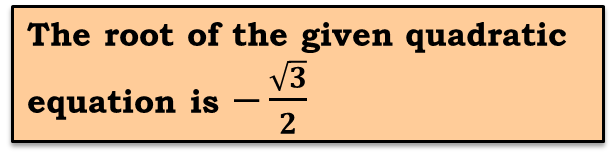 The root of the given quadratic
equation is −√3/2